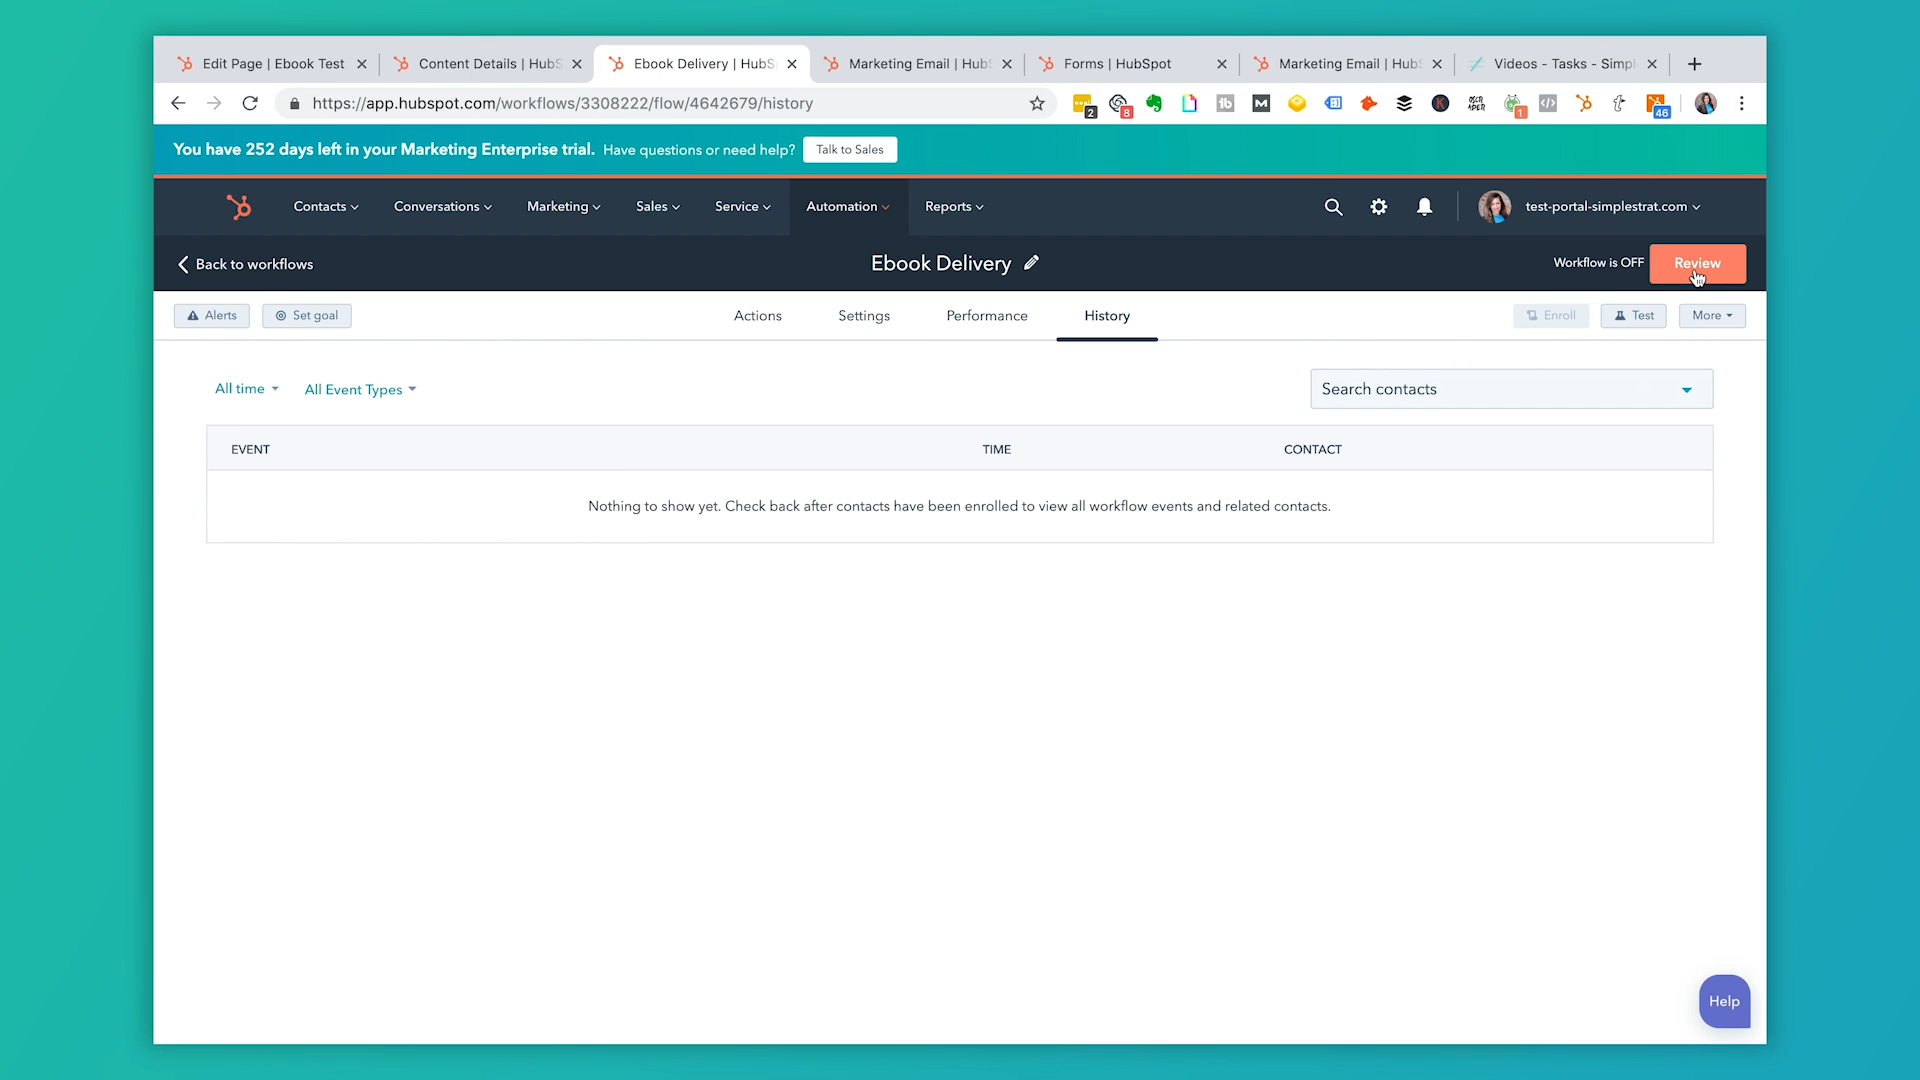 Edit Page | Ebook Test
Content Details | HubS
Ebook Delivery | HubS
Marketing Email | Hub
Forms | HubSpot
Marketing Email | Hub
Videos - Tasks - Simpl
https://app.hubspot.com/workflows/3308222/flow/4642679/history
2
8
1
46
You have 252 days left in your Marketing Enterprise trial. Have questions or need help? Talk to Sales
Contacts
Conversations
Marketing
Sales
Service
Automation
Reports
test-portal-simplestrat.com
Back to workflows
Ebook Delivery
Workflow is OFF
Review
Alerts
Set goal
Actions
Settings
Performance
History
Enroll
Test
More
All time
All Event Types
Search contacts
EVENT
TIME
CONTACT
Nothing to show yet. Check back after contacts have been enrolled to view all workflow events and related contacts.
Help